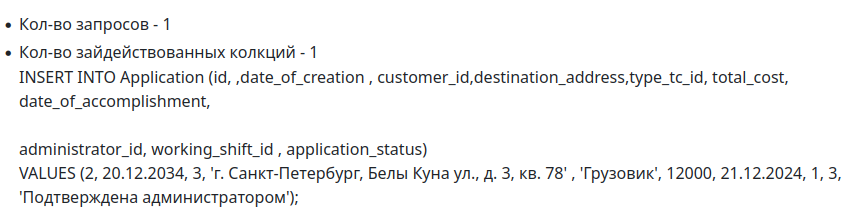 • Кол-во запросов - 1
• Кол-во зайдействованных колкций - 1
INSERT INTO Application (id, ,date_of_creation , customer_id,destination_address,type_tc_id, total_cost,
date_of_accomplishment,
administrator_id, working_shift_id , application_status)
VALUES (2, 20.12.2034, 3, 'г. Санкт-Петербург, Белы Куна ул., д. 3, кв. 78' , 'Грузовик', 12000, 21.12.2024, 1, 3,
'Подтверждена администратором');